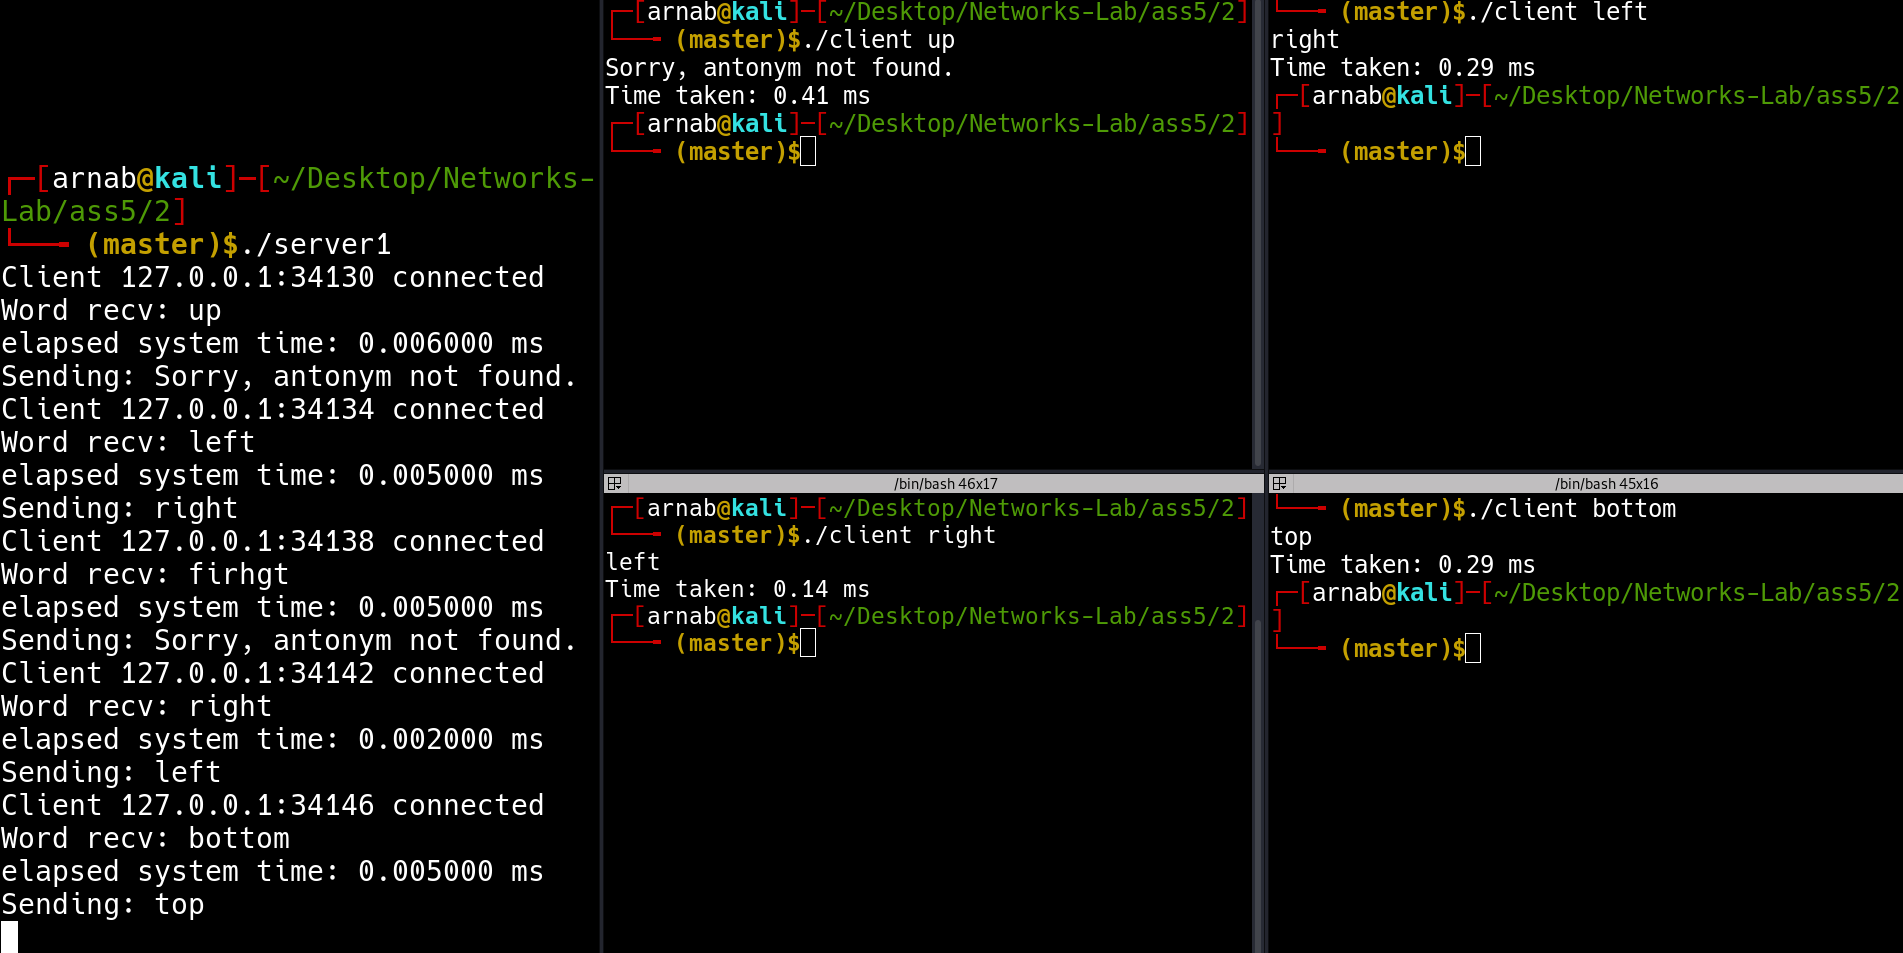 ┌─[arnab@kali]─[~/Desktop/Networks-
Lab/ass5/2]
└──╼ (master)$./server1
Client 127.0.0.1:34130 connected
Word recv: up
elapsed system time: 0.006000 ms
Sending: Sorry, antonym not found.
Client 127.0.0.1:34134 connected
Word recv: left
elapsed system time: 0.005000 ms
Sending: right
Client 127.0.0.1:34138 connected
Word recv: firhgt
elapsed system time: 0.005000 ms
Sending: Sorry, antonym not found.
Client 127.0.0.1:34142 connected
Word recv: right
elapsed system time: 0.002000 ms
Sending: left
Client 127.0.0.1:34146 connected
Word recv: bottom
elapsed system time: 0.005000 ms
Sending: top
┌─[arnab@kali]─[~/Desktop/Networks-Lab/ass5/2]
└──╼ (master)$./client up
Sorry, antonym not found.
Time taken: 0.41 ms
┌─[arnab@kali]─[~/Desktop/Networks-Lab/ass5/2]
└──╼ (master)$
└──╼ (master)$./client left
right
Time taken: 0.29 ms
┌─[arnab@kali]─[~/Desktop/Networks-Lab/ass5/2
]
└──╼ (master)$
/bin/bash 46x17
┌─[arnab@kali]─[~/Desktop/Networks-Lab/ass5/2]
└──╼ (master)$./client right
left
Time taken: 0.14 ms
┌─[arnab@kali]─[~/Desktop/Networks-Lab/ass5/2]
└──╼ (master)$
/bin/bash 45x16
└──╼ (master)$./client bottom
top
Time taken: 0.29 ms
┌─[arnab@kali]─[~/Desktop/Networks-Lab/ass5/2
]
└──╼ (master)$